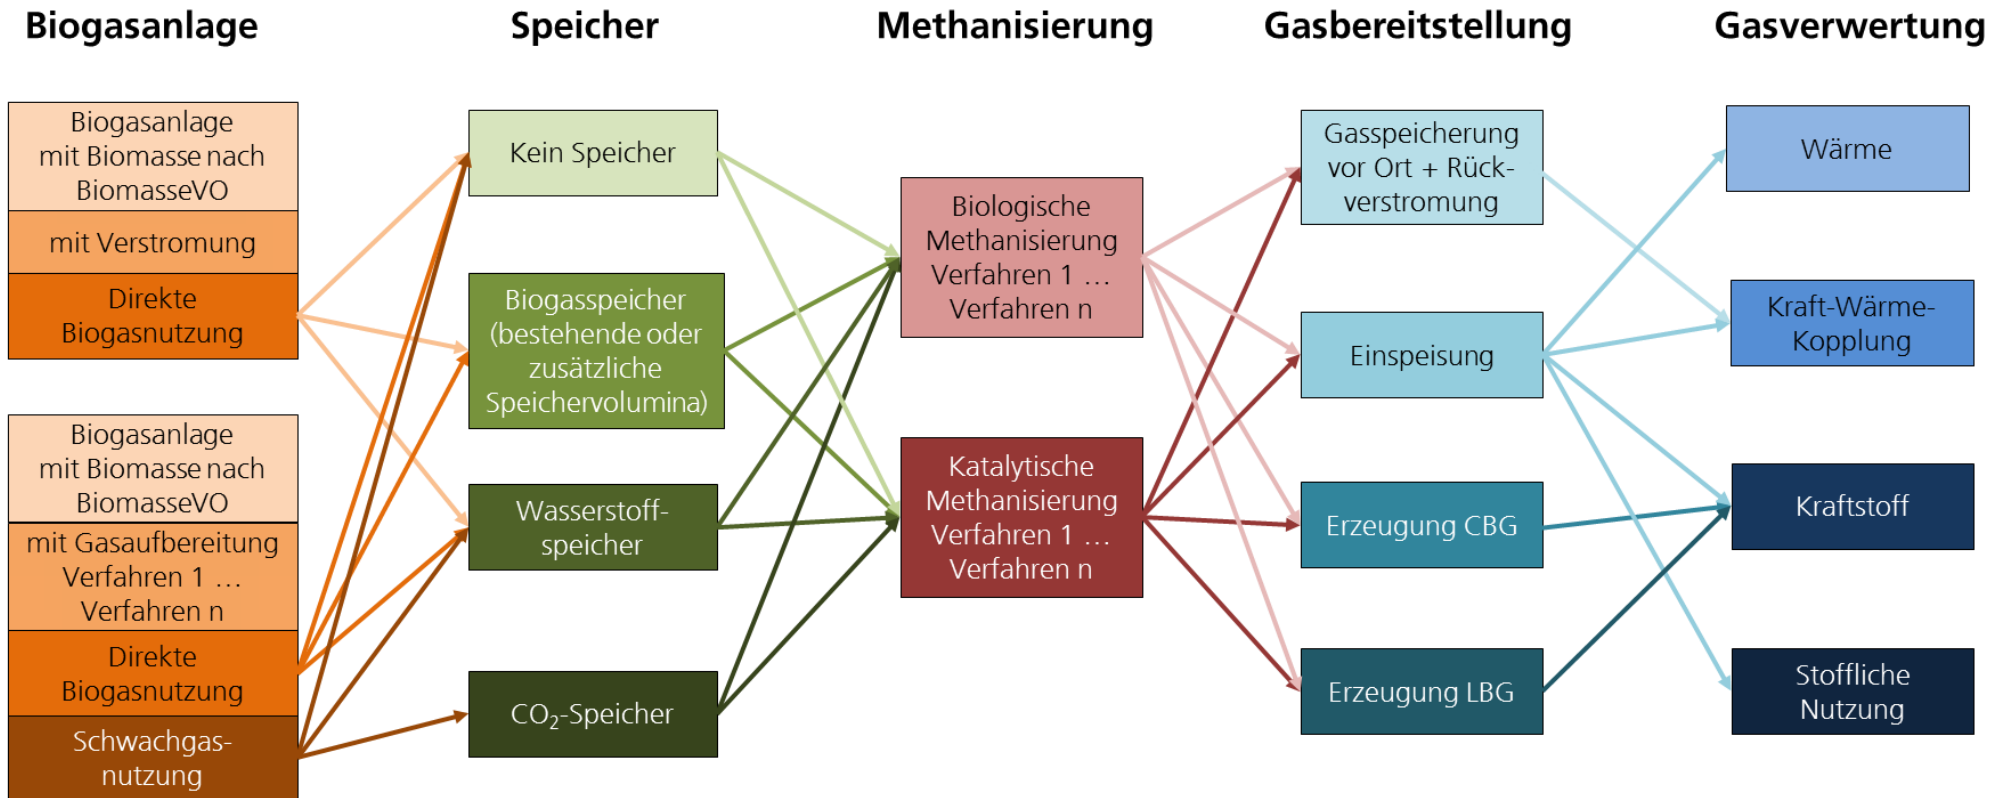 Biogasanlage
Speicher
Methanisierung
Gasbereitstellung
Gasverwertung
Biogasanlage
mit Biomasse nach
BiomasseVO
mit Verstromung
Direkte
Biogasnutzung
Biogasanlage
mit Biomasse nach
BiomasseVO
mit Gasaufbereitung
Verfahren 1 …
Verfahren n
Direkte
Biogasnutzung
Schwachgas-
nutzung
Kein Speicher
Biogasspeicher
(bestehende oder
zusätzliche
Speichervolumina)
Wasserstoff-
speicher
CO₂-Speicher
Biologische
Methanisierung
Verfahren 1 …
Verfahren n
Katalytische
Methanisierung
Verfahren 1 …
Verfahren n
Gasspeicherung
vor Ort + Rück-
verstromung
Einspeisung
Erzeugung CBG
Erzeugung LBG
Wärme
Kraft-Wärme-
Kopplung
Kraftstoff
Stoffliche
Nutzung